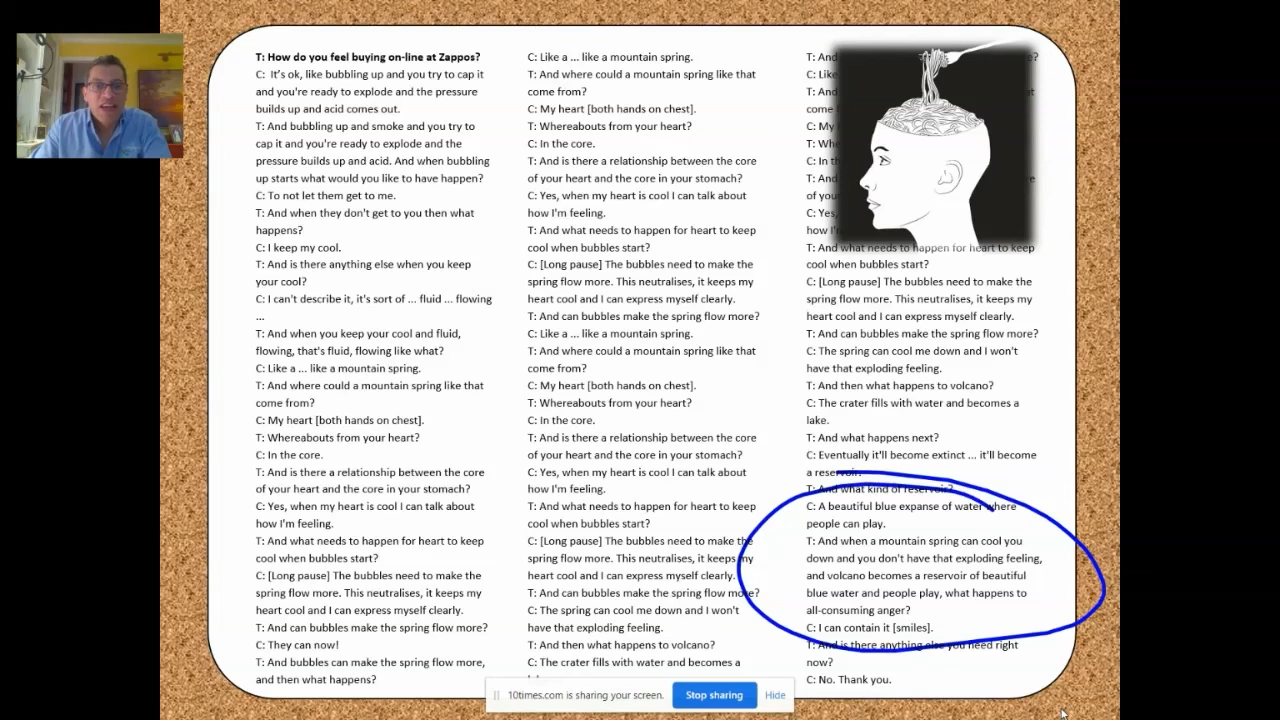 T: How do you feel buying on-line at Zappos?
C: It's ok, like bubbling up and you try to cap it
and you're ready to explode and the pressure
builds up and acid comes out.
T: And bubbling up and smoke and you try to
cap it and you're ready to explode and the
pressure builds up and acid. And when bubbling
up starts what would you like to have happen?
C: To not let them get to me.
T: And when they don't get to you then what
happens?
C: I keep my cool.
T: And is there anything else when you keep
your cool?
C: I can't describe it, it's sort of ... fluid ... flowing
...
T: And when you keep your cool and fluid,
flowing, that's fluid, flowing like what?
C: Like a ... like a mountain spring.
T: And where could a mountain spring like that
come from?
C: My heart [both hands on chest].
T: Whereabouts from your heart?
C: In the core.
T: And is there a relationship between the core
of your heart and the core in your stomach?
C: Yes, when my heart is cool I can talk about
how I'm feeling.
T: And what needs to happen for heart to keep
cool when bubbles start?
C: [Long pause] The bubbles need to make the
spring flow more. This neutralises, it keeps my
heart cool and I can express myself clearly.
T: And can bubbles make the spring flow more?
C: They can now!
T: And bubbles can make the spring flow more,
and then what happens?
C: Like a ... like a mountain spring.
T: And where could a mountain spring like that
come from?
C: My heart [both hands on chest].
T: Whereabouts from your heart?
C: In the core.
T: And is there a relationship between the core
of your heart and the core in your stomach?
C: Yes, when my heart is cool I can talk about
how I'm feeling.
T: And what needs to happen for heart to keep
cool when bubbles start?
C: [Long pause] The bubbles need to make the
spring flow more. This neutralises, it keeps my
heart cool and I can express myself clearly.
T: And can bubbles make the spring flow more?
C: Like a ... like a mountain spring.
T: And where could a mountain spring like that
come from?
C: My heart [both hands on chest].
T: Whereabouts from your heart?
C: In the core.
T: And is there a relationship between the core
of your heart and the core in your stomach?
C: Yes, when my heart is cool I can talk about
how I'm feeling.
T: And what needs to happen for heart to keep
cool when bubbles start?
C: [Long pause] The bubbles need to make the
spring flow more. This neutralises, it keeps my
heart cool and I can express myself clearly.
T: And can bubbles make the spring flow more?
C: The spring can cool me down and I won't
have that exploding feeling.
T: And then what happens to volcano?
C: The crater fills with water and becomes a
T: And
C: Like
T: And
come
C: My
T:
C: In
T: And
of
C: Yes,
how
T: And what needs to happen for heart to keep
cool when bubbles start?
C: [Long pause] The bubbles need to make the
spring flow more. This neutralises, it keeps my
heart cool and I can express myself clearly.
T: And can bubbles make the spring flow more?
C: The spring can cool me down and I won't
have that exploding feeling.
T: And then what happens to volcano?
C: The crater fills with water and becomes a
lake.
T: And what happens next?
C: Eventually it'll become extinct ... it'll become
a reservoir.
T: And what kind of reservoir?
C: A beautiful blue expanse of water where
people can play.
T: And when a mountain spring can cool you
down and you don't have that exploding feeling,
and volcano becomes a reservoir of beautiful
blue water and people play, what happens to
all-consuming anger?
C: I can contain it [smiles].
T: And is there anything else you need right
now?
C: No. Thank you.
10times.com is sharing your screen.
Stop sharing
Hide